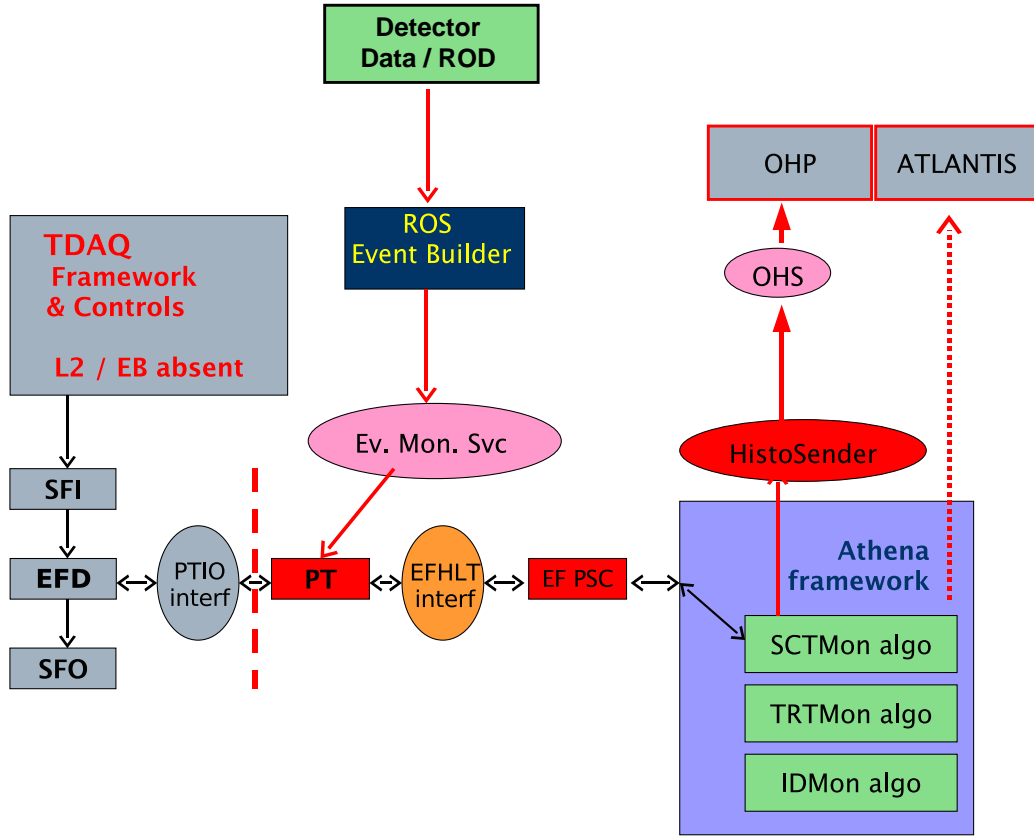 Detector
Data / ROD
OHP
ATLANTIS
ROS
Event Builder
TDAQ
Framework
& Controls
L2 / EB absent
OHS
Ev. Mon. Svc
HistoSender
SFI
Athena
framework
EFD
PTIO
interf
PT
EFHLT
interf
EF PSC
SCTMon algo
SFO
TRTMon algo
IDMon algo